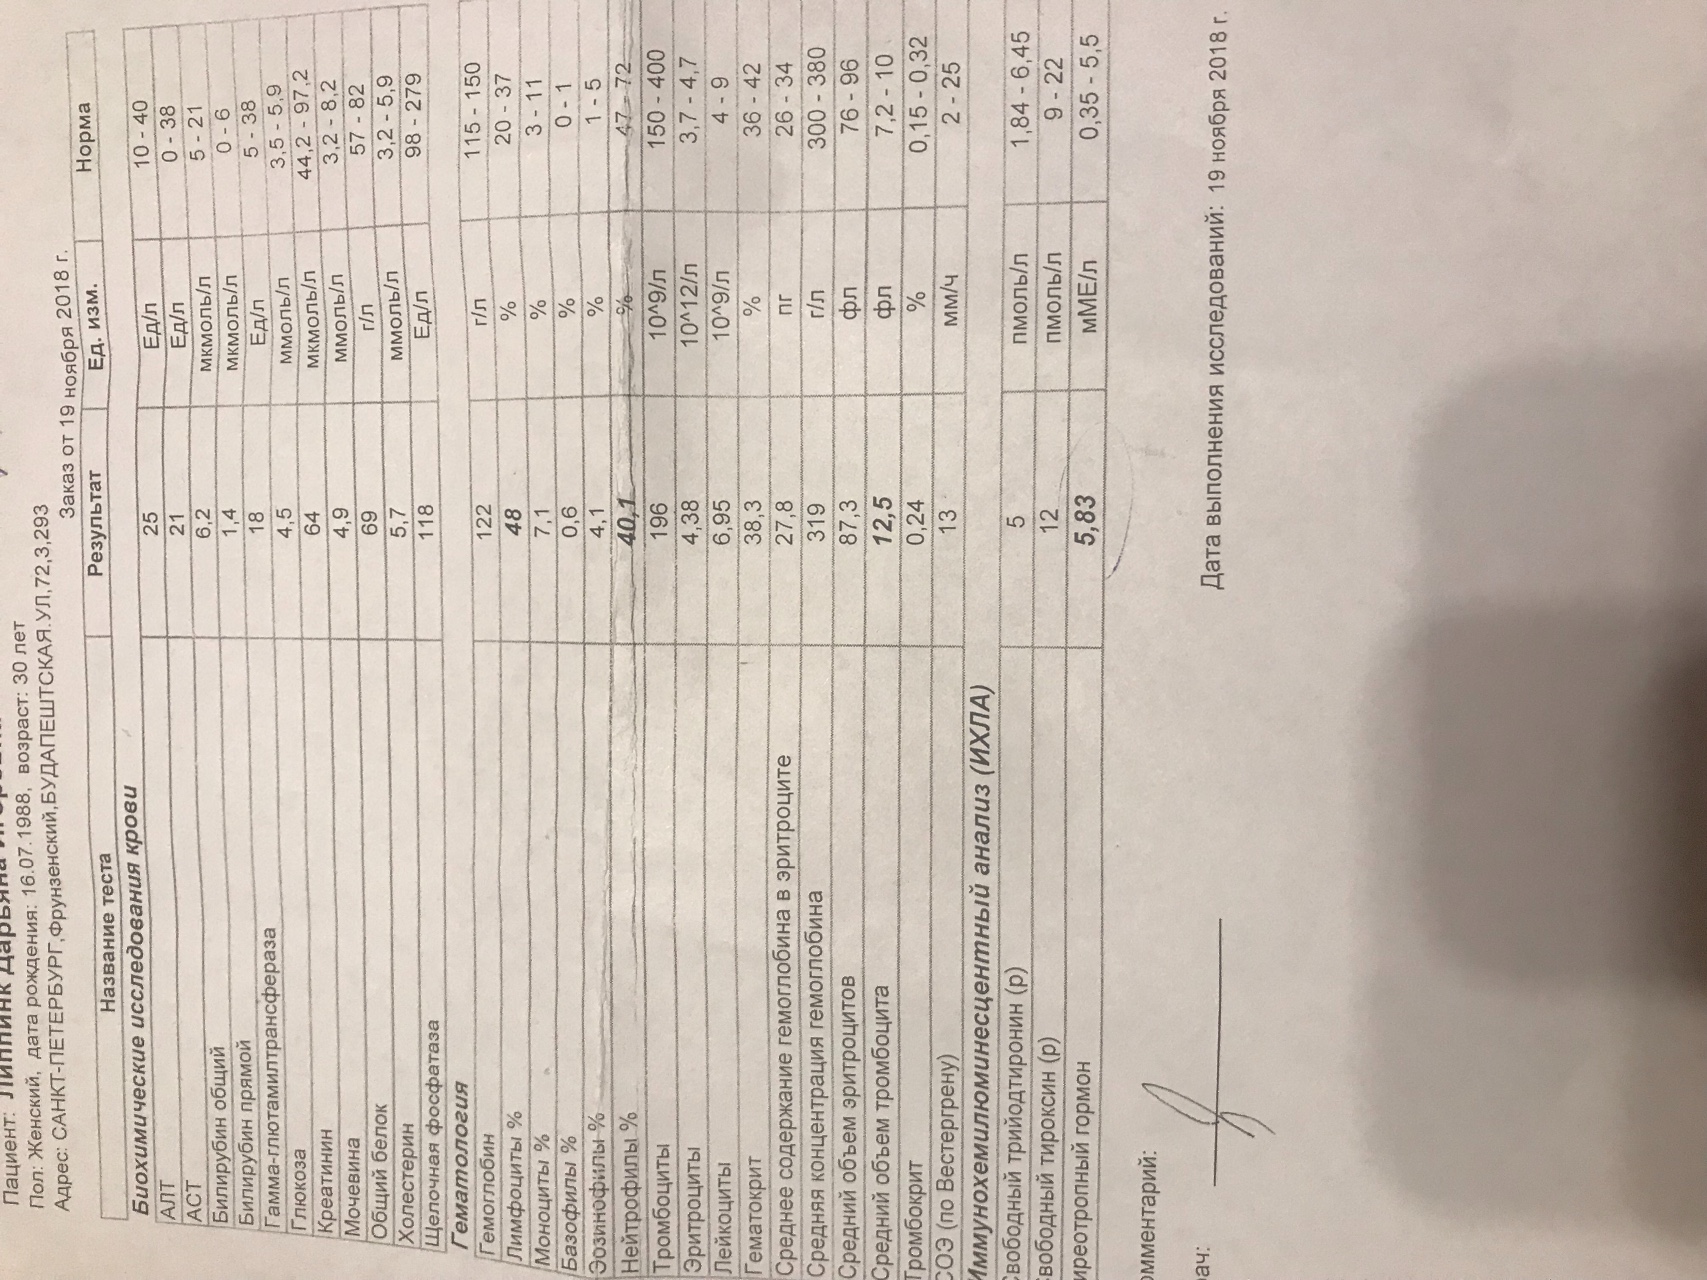 Пациент: Липпинк Дарьяна Игоревна
Пол: Женский, дата рождения: 16.07.1988, возраст: 30 лет
Адрес: САНКТ-ПЕТЕРБУРГ,Фрунзенский,БУДАПЕШТСКАЯ.УЛ,72,3,293
Заказ от 19 ноября 2018 г.
Название теста Результат Ед. изм. Норма
Биохимические исследования крови
АЛТ 25 Ед/л 10 - 40
АСТ 21 Ед/л 0 - 38
Билирубин общий 6,2 мкмоль/л 5 - 21
Билирубин прямой 1,4 мкмоль/л 0 - 6
Гамма-глютамилтрансфераза 18 Ед/л 5 - 38
Глюкоза 4,5 ммоль/л 3,5 - 5,9
Креатинин 64 мкмоль/л 44,2 - 97,2
Мочевина 4,9 ммоль/л 3,2 - 8,2
Общий белок 69 г/л 57 - 82
Холестерин 5,7 ммоль/л 3,2 - 5,9
Щелочная фосфатаза 118 Ед/л 98 - 279
Гематология
Гемоглобин 122 г/л 115 - 150
Лимфоциты % 48 % 20 - 37
Моноциты % 7,1 % 3 - 11
Базофилы % 0,6 % 0 - 1
Эозинофилы % 4,1 % 1 - 5
Нейтрофилы % 40,1 % 47 - 72
Тромбоциты 196 10^9/л 150 - 400
Эритроциты 4,38 10^12/л 3,7 - 4,7
Лейкоциты 6,95 10^9/л 4 - 9
Гематокрит 38,3 % 36 - 42
Среднее содержание гемоглобина в эритроците 27,8 пг 26 - 34
Средняя концентрация гемоглобина 319 г/л 300 - 380
Средний объем эритроцитов 87,3 фл 76 - 96
Средний объем тромбоцита 12,5 фл 7,2 - 10
Тромбокрит 0,24 % 0,15 - 0,32
СОЭ (по Вестергрену) 13 мм/ч 2 - 25
Иммунохемилюминесцентный анализ (ИХЛА)
Свободный трийодтиронин (р) 5 пмоль/л 1,84 - 6,45
Свободный тироксин (р) 12 пмоль/л 9 - 22
иреотропный гормон 5,83 мМЕ/л 0,35 - 5,5
омментарий:
рач:
Дата выполнения исследований: 19 ноября 2018 г.